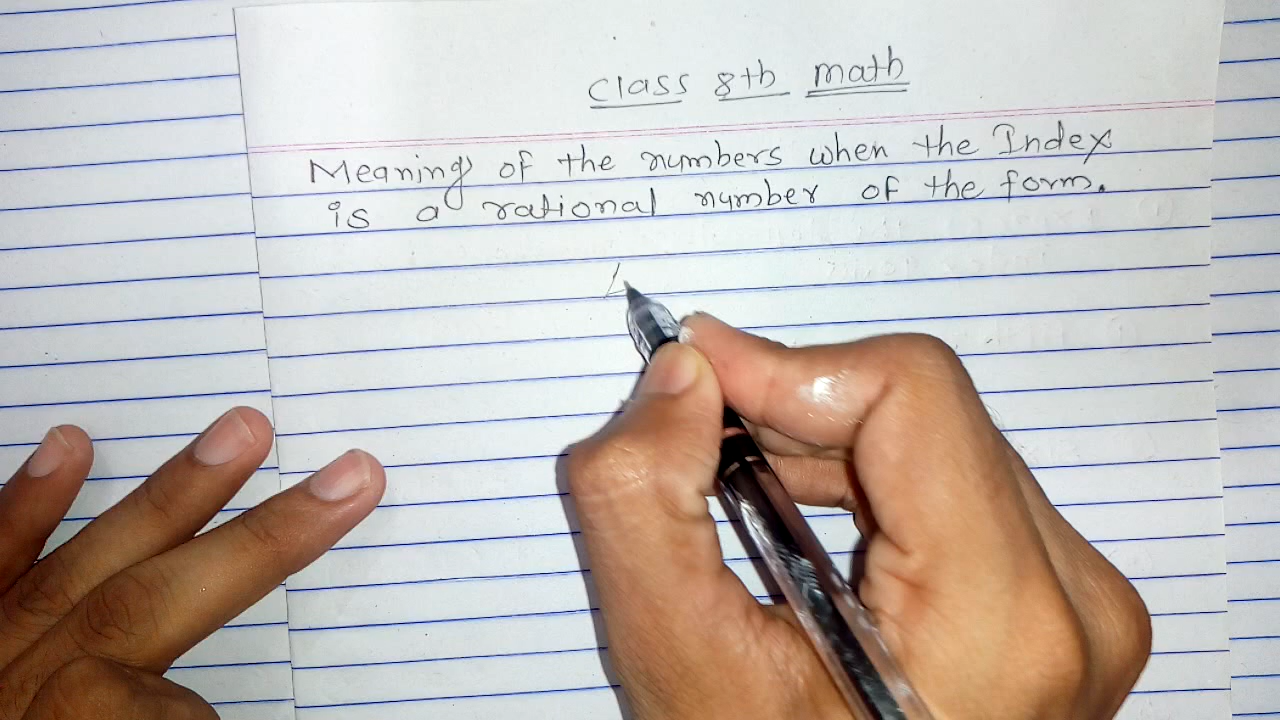 Class 8th math
Meaning of the numbers when the Index
is a rational number of the form.